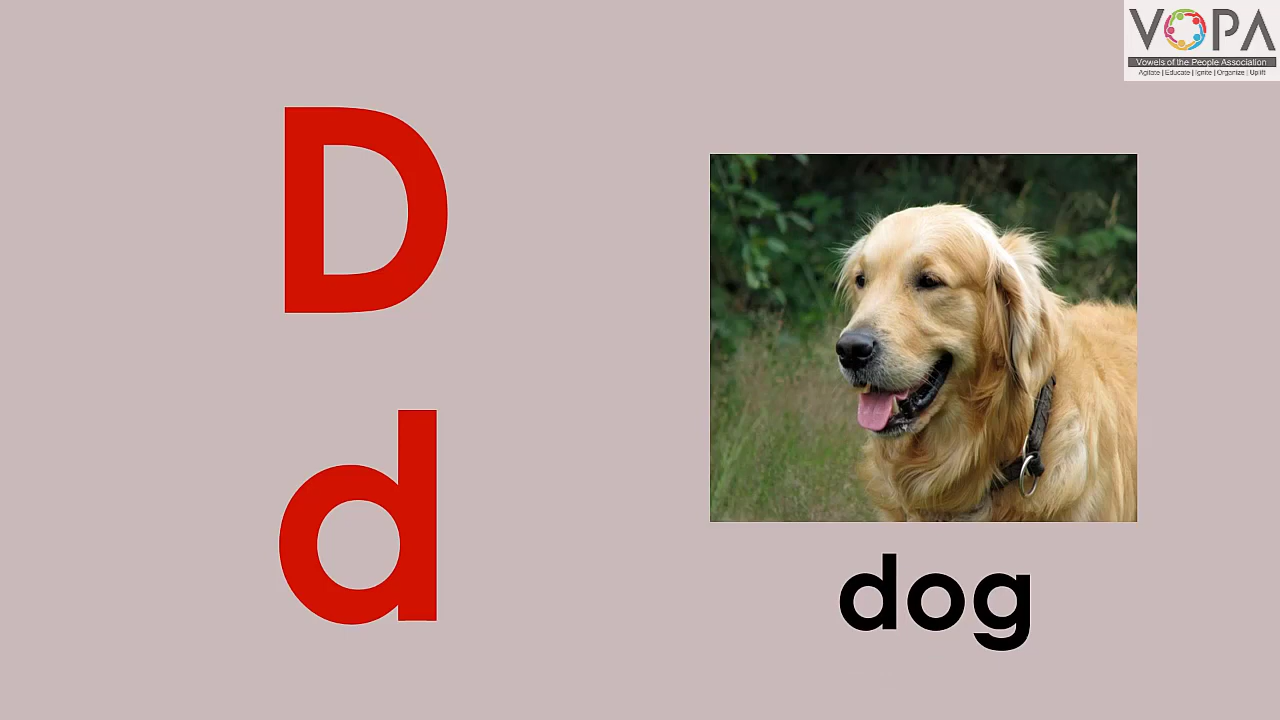 VOPA
Vowels of the People Association
Agitate | Educate | Ignite | Organize | Uplift
D
d
dog